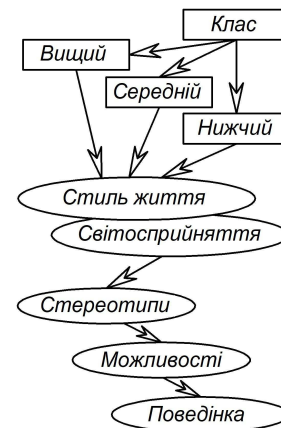 Клас
Вищий
Середній
Нижчий
Стиль життя
Світосприйняття
Стереотипи
Можливості
Поведінка